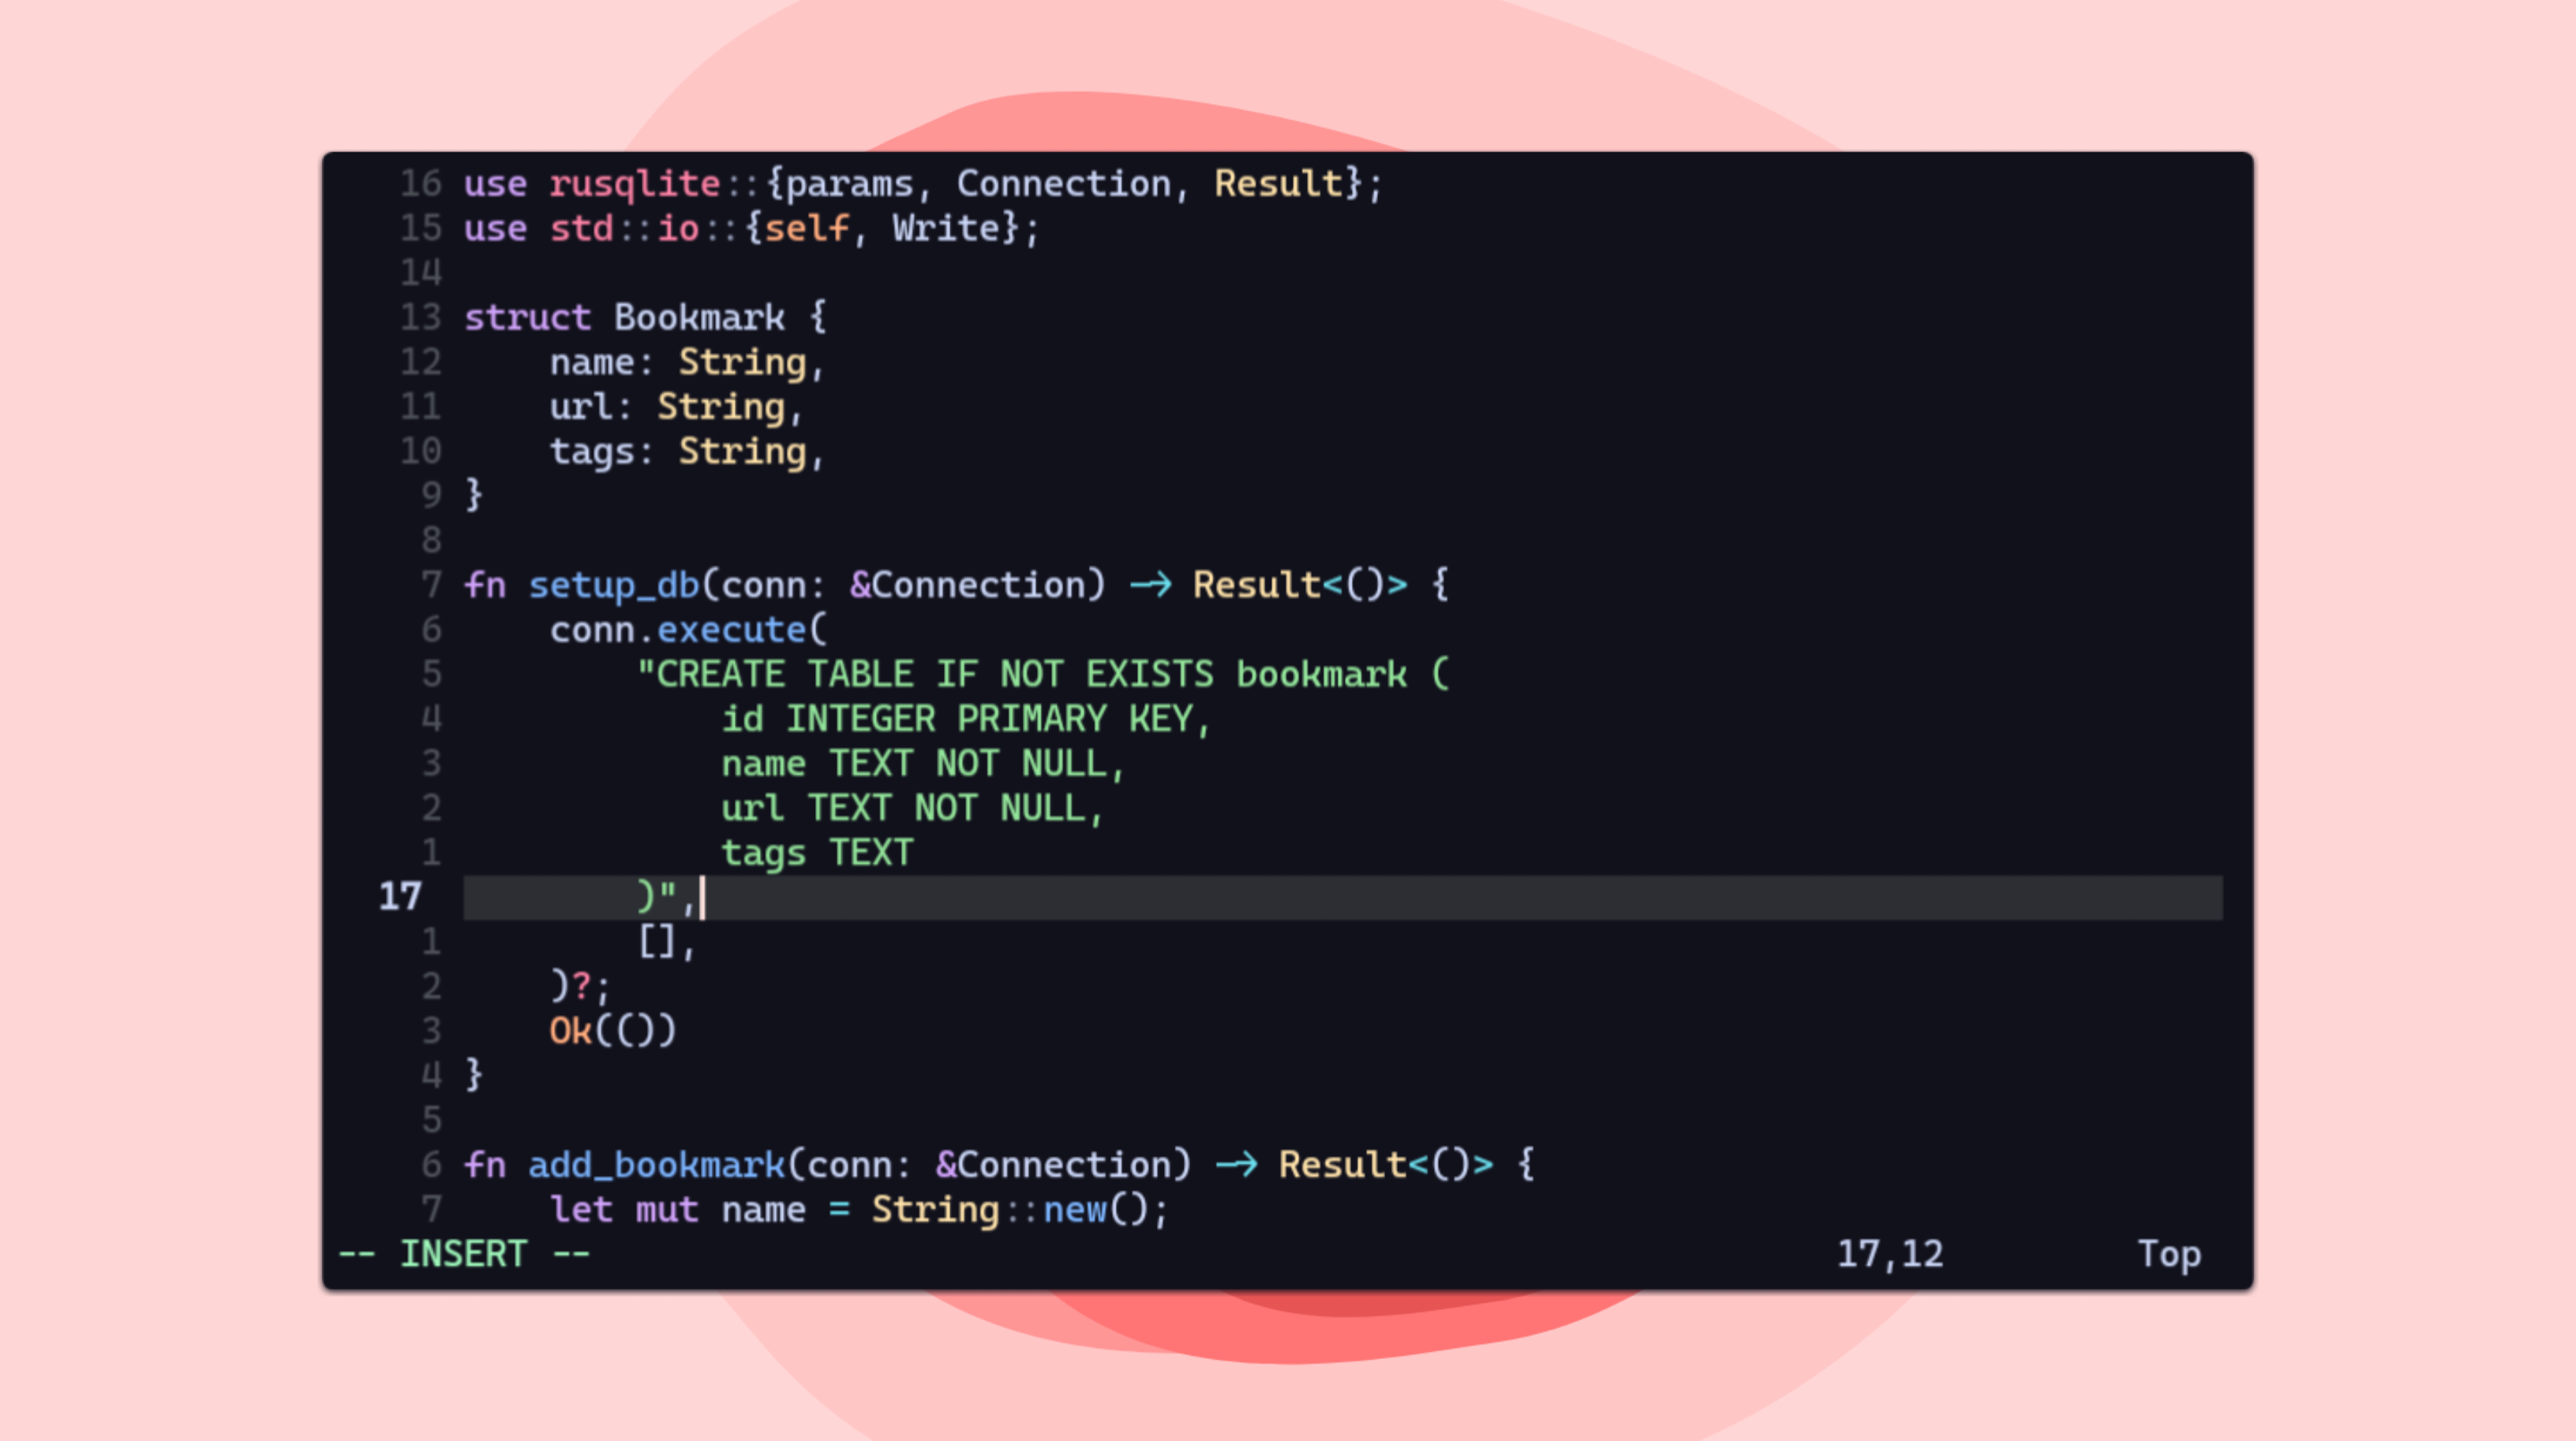 16 use rusqlite::{params, Connection, Result};
15 use std::io::{self, Write};
14
13 struct Bookmark {
12     name: String,
11     url: String,
10     tags: String,
9 }
8
7 fn setup_db(conn: &Connection) -> Result<()> {
6     conn.execute(
5         "CREATE TABLE IF NOT EXISTS bookmark (
4             id INTEGER PRIMARY KEY,
3             name TEXT NOT NULL,
2             url TEXT NOT NULL,
1             tags TEXT
17         )",
1         [],
2     )?;
3     Ok(())
4 }
5
6 fn add_bookmark(conn: &Connection) -> Result<()> {
7     let mut name = String::new();
-- INSERT -- 17,12 Top